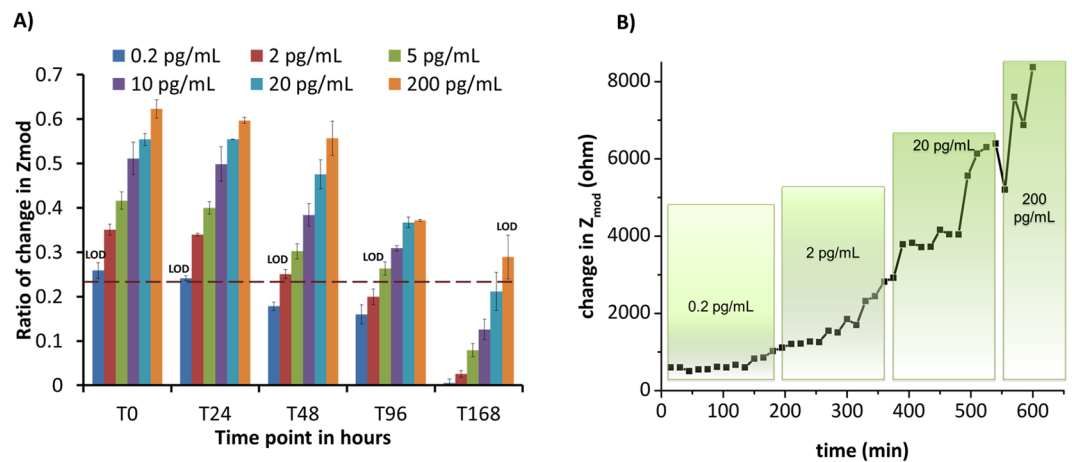 A)
0.2 pg/mL 2 pg/mL 5 pg/mL
10 pg/mL 20 pg/mL 200 pg/mL
Ratio of change in Zmod
0.7
0.6
0.5
0.4
0.3
0.2
0.1
0
LOD
LOD
LOD
LOD
LOD
T0 T24 T48 T96 T168
Time point in hours
B)
change in Zmod (ohm)
8000
6000
4000
2000
0
0.2 pg/mL
2 pg/mL
20 pg/mL
200
pg/mL
0 100 200 300 400 500 600
time (min)